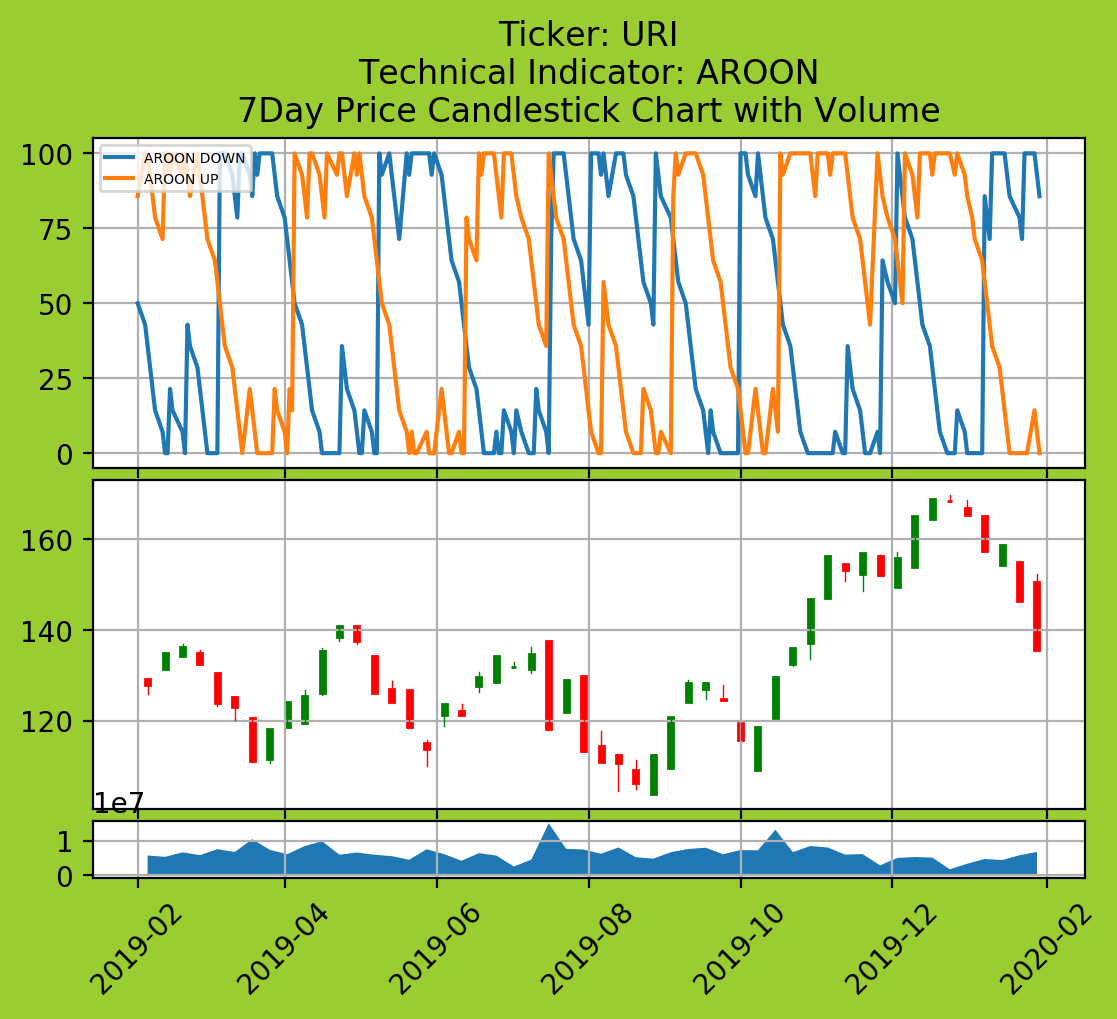 Ticker: URI
Technical Indicator: AROON
7Day Price Candlestick Chart with Volume
100
75
50
25
0
AROON DOWN
AROON UP
160
140
120
1e7
1
0
2019-02
2019-04
2019-06
2019-08
2019-10
2019-12
2020-02